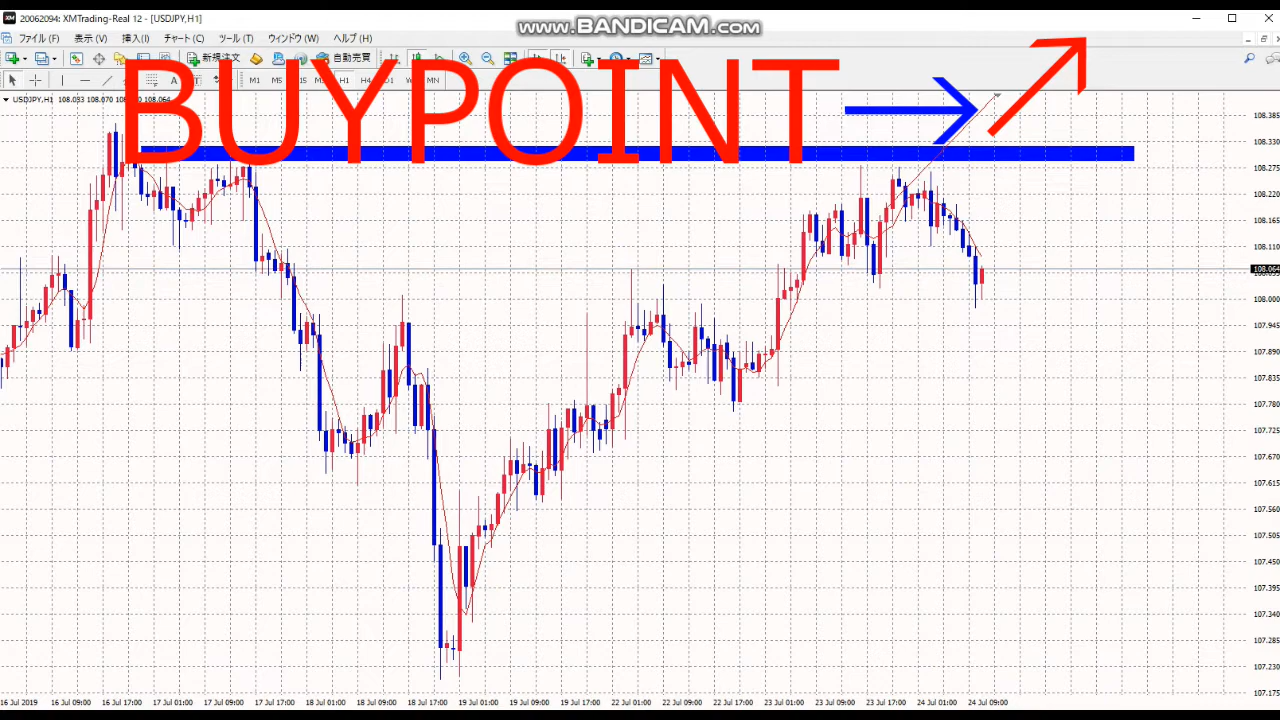 20062094: XMTrading-Real 12 - [USDJPY,H1]
www.BANDICAM.com
ファイル (F) 表示 (V) 挿入(I) チャート(C) ツール (T) ウィンドウ (W) ヘルプ (H)
新規注文 自動売買
M1 M5 H1 H4 MN
BUYPOINT
USDJPY,H1 108.033 108.070 108.064
108.385
108.330
108.275
108.220
108.165
108.110
108.064
108.000
107.945
107.890
107.835
107.780
107.725
107.670
107.615
107.560
107.505
107.450
107.395
107.340
107.285
107.230
107.175
16 Jul 2019 16 Jul 09:00 16 Jul 17:00 17 Jul 01:00 17 Jul 09:00 17 Jul 17:00 18 Jul 01:00 18 Jul 09:00 18 Jul 17:00 19 Jul 01:00 19 Jul 09:00 19 Jul 17:00 22 Jul 01:00 22 Jul 09:00 22 Jul 17:00 23 Jul 01:00 23 Jul 09:00 23 Jul 17:00 24 Jul 01:00 24 Jul 09:00